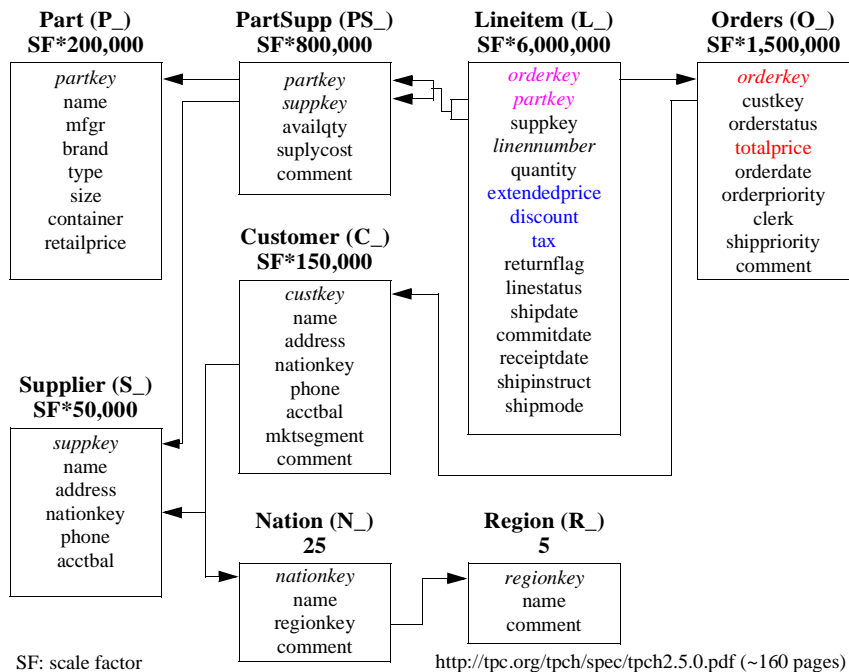 Part (P_)
SF*200,000
partkey
name
mfgr
brand
type
size
container
retailprice
PartSupp (PS_)
SF*800,000
partkey
suppkey
availqty
suplycost
comment
Lineitem (L_)
SF*6,000,000
orderkey
partkey
suppkey
linennumber
quantity
extendedprice
discount
tax
returnflag
linestatus
shipdate
commitdate
receiptdate
shipinstruct
shipmode
Orders (O_)
SF*1,500,000
orderkey
custkey
orderstatus
totalprice
orderdate
orderpriority
clerk
shippriority
comment
Customer (C_)
SF*150,000
custkey
name
address
nationkey
phone
acctbal
mktsegment
comment
Supplier (S_)
SF*50,000
suppkey
name
address
nationkey
phone
acctbal
Nation (N_)
25
nationkey
name
regionkey
comment
Region (R_)
5
regionkey
name
comment
SF: scale factor
http://tpc.org/tpch/spec/tpch2.5.0.pdf (~160 pages)